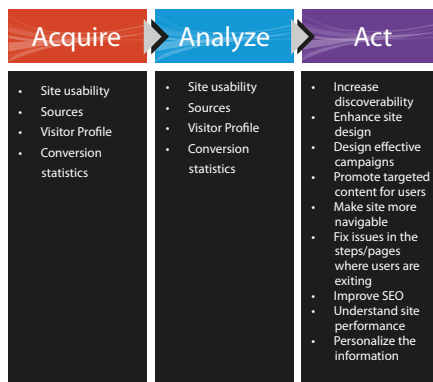 Acquire
Analyze
Act
• Site usability
• Sources
• Visitor Profile
• Conversion
statistics
• Site usability
• Sources
• Visitor Profile
• Conversion
statistics
• Increase
discoverability
• Enhance site
design
• Design effective
campaigns
• Promote targeted
content for users
• Make site more
navigable
• Fix issues in the
steps/pages
where users are
exiting
• Improve SEO
• Understand site
performance
• Personalize the
information